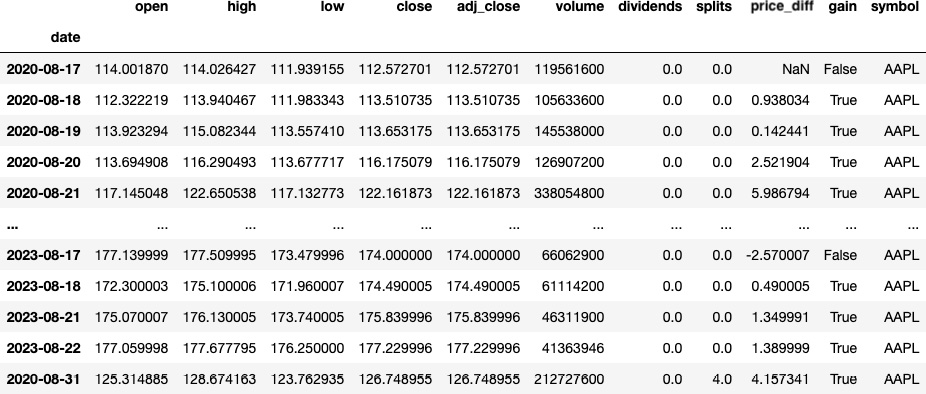 open high low close adj_close volume dividends splits price_diff gain symbol
date
2020-08-17 114.001870 114.026427 111.939155 112.572701 112.572701 119561600 0.0 0.0 NaN False AAPL
2020-08-18 112.322219 113.940467 111.983343 113.510735 113.510735 105633600 0.0 0.0 0.938034 True AAPL
2020-08-19 113.923294 115.082344 113.557410 113.653175 113.653175 145538000 0.0 0.0 0.142441 True AAPL
2020-08-20 113.694908 116.290493 113.677717 116.175079 116.175079 126907200 0.0 0.0 2.521904 True AAPL
2020-08-21 117.145048 122.650538 117.132773 122.161873 122.161873 338054800 0.0 0.0 5.986794 True AAPL
... ... ... ... ... ... ... ... ... ... ... ...
2023-08-17 177.139999 177.509995 173.479996 174.000000 174.000000 66062900 0.0 0.0 -2.570007 False AAPL
2023-08-18 172.300003 175.100006 171.960007 174.490005 174.490005 61114200 0.0 0.0 0.490005 True AAPL
2023-08-21 175.070007 176.130005 173.740005 175.839996 175.839996 46311900 0.0 0.0 1.349991 True AAPL
2023-08-22 177.059998 177.677795 176.250000 177.229996 177.229996 41363946 0.0 0.0 1.389999 True AAPL
2020-08-31 125.314885 128.674163 123.762935 126.748955 126.748955 212727600 0.0 4.0 4.157341 True AAPL